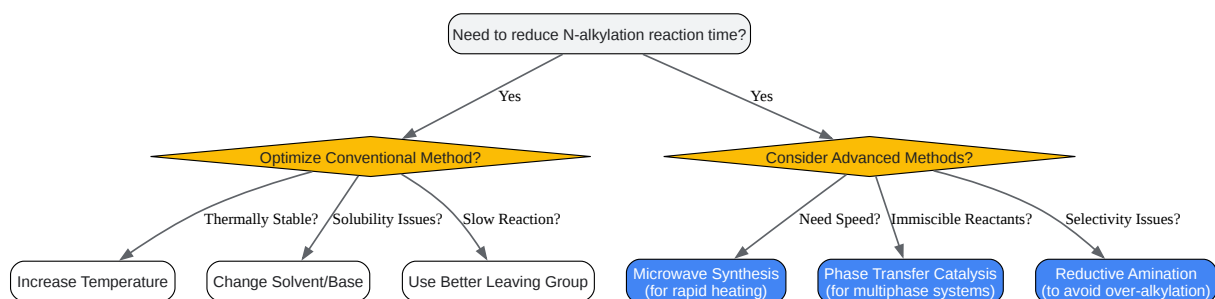 Need to reduce N-alkylation reaction time?
Yes
Yes
Optimize Conventional Method?
Consider Advanced Methods?
Thermally Stable?
Solubility Issues?
Slow Reaction?
Need Speed?
Immiscible Reactants?
Selectivity Issues?
Increase Temperature
Change Solvent/Base
Use Better Leaving Group
Microwave Synthesis
(for rapid heating)
Phase Transfer Catalysis
(for multiphase systems)
Reductive Amination
(to avoid over-alkylation)